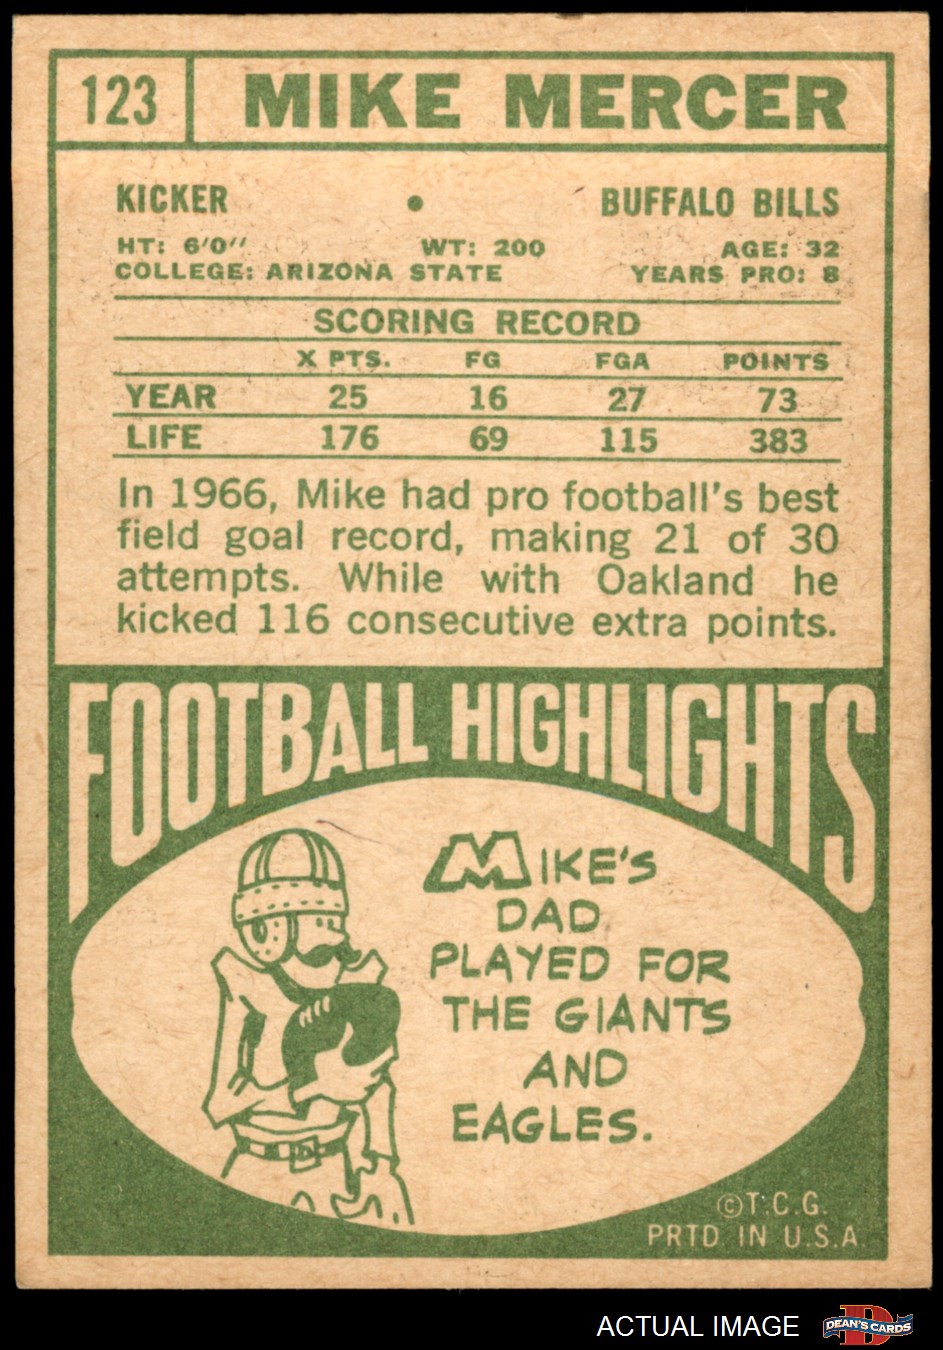 123 MIKE MERCER
KICKER • BUFFALO BILLS
HT: 6'0" WT: 200 AGE: 32
COLLEGE: ARIZONA STATE YEARS PRO: 8
SCORING RECORD
X PTS. FG FGA POINTS
YEAR 25 16 27 73
LIFE 176 69 115 383
In 1966, Mike had pro football's best
field goal record, making 21 of 30
attempts. While with Oakland he
kicked 116 consecutive extra points.
FOOTBALL HIGHLIGHTS
MIKE'S
DAD
PLAYED FOR
THE GIANTS
AND
EAGLES.
©T.C.G.
PRTD IN U.S.A.
ACTUAL IMAGE D DEAN'S CARDS